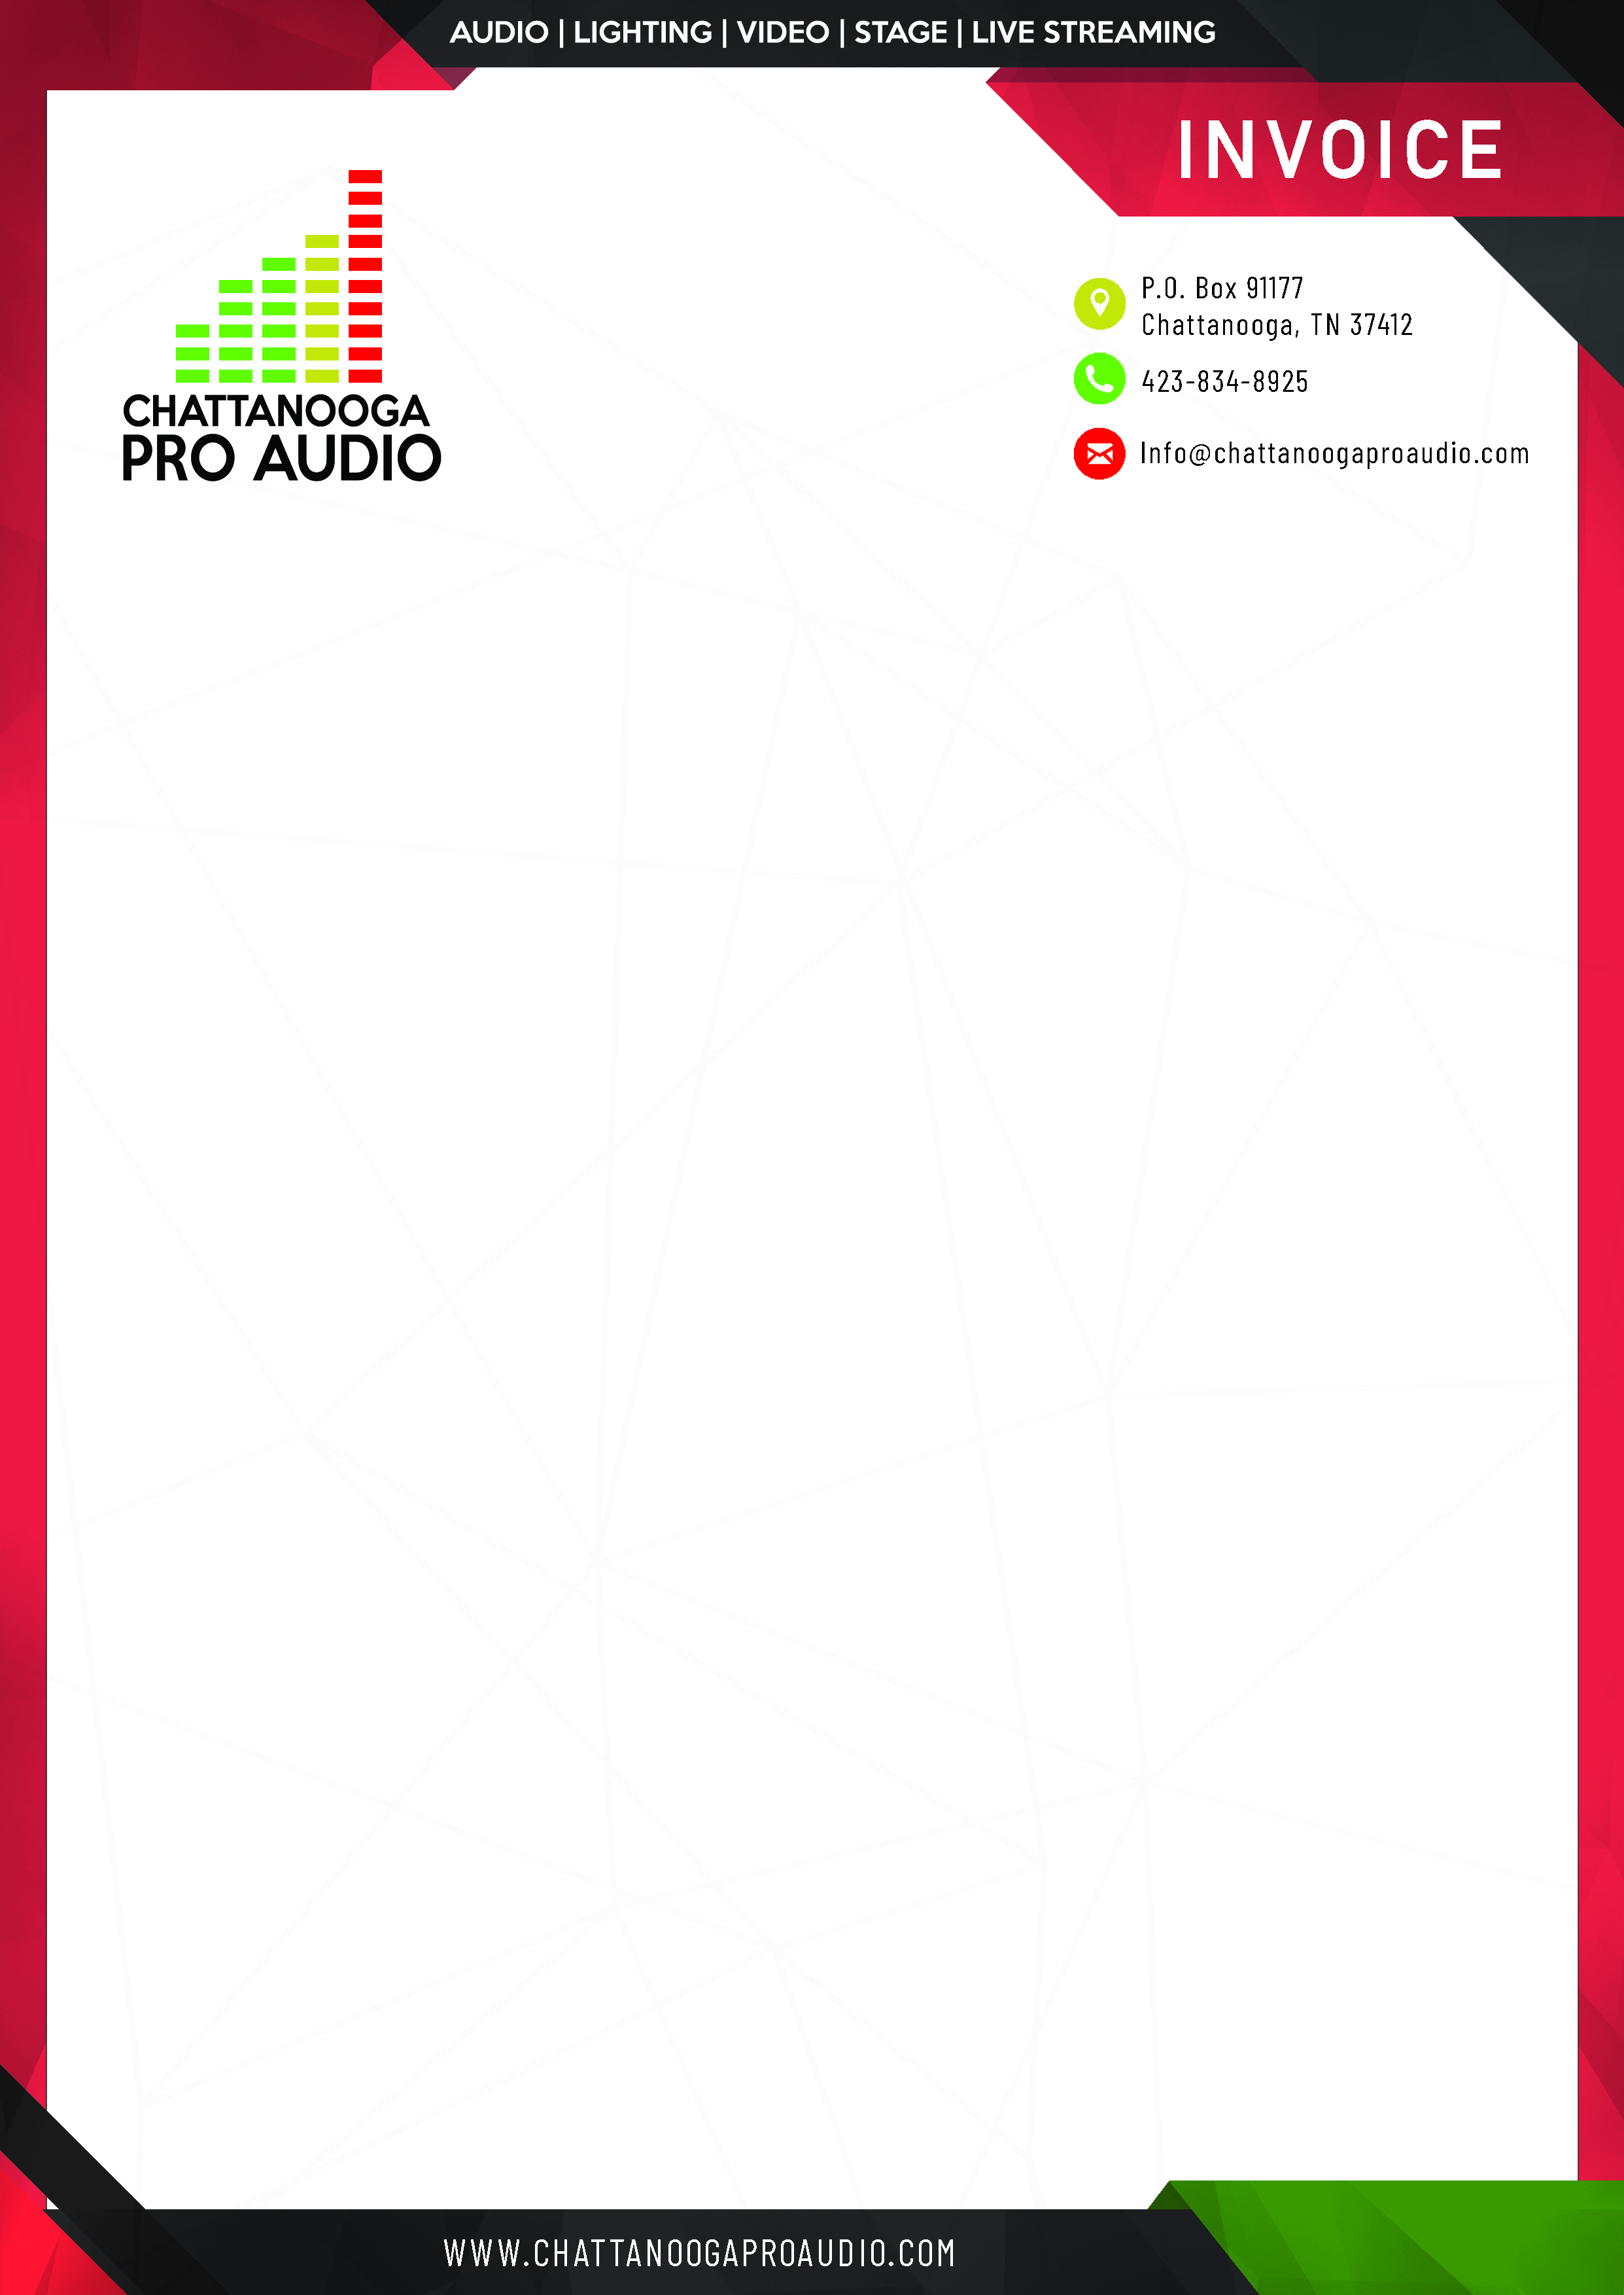 AUDIO | LIGHTING | VIDEO | STAGE | LIVE STREAMING
INVOICE
CHATTANOOGA
PRO AUDIO
P.O. Box 91177
Chattanooga, TN 37412
423-834-8925
Info@chattanoogaproaudio.com
WWW.CHATTANOOGAPROAUDIO.COM